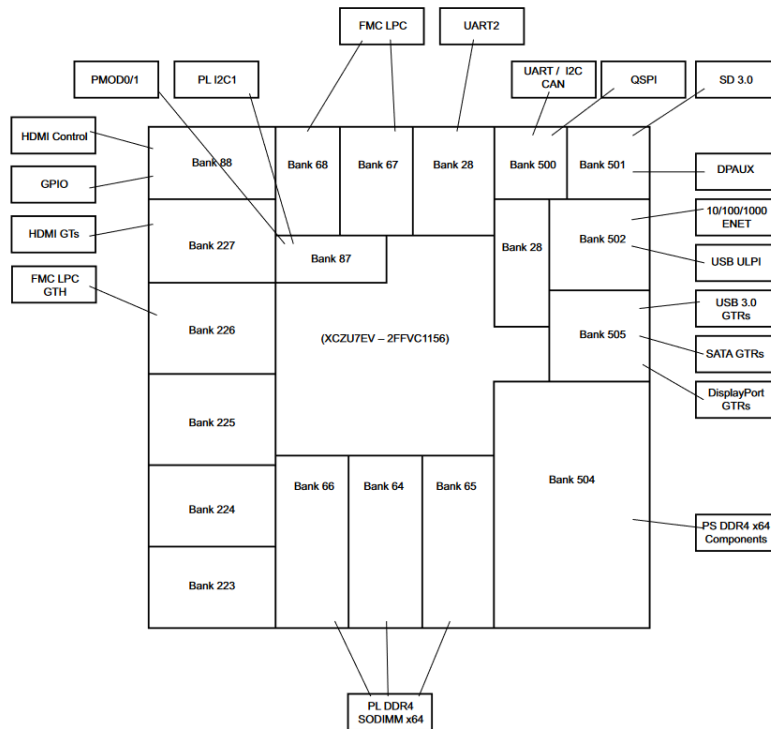 FMC LPC
UART2
PMOD0/1
PL I2C1
UART / I2C
CAN
QSPI
SD 3.0
HDMI Control
Bank 88
Bank 68
Bank 67
Bank 28
Bank 500
Bank 501
DPAUX
GPIO
10/100/1000
ENET
HDMI GTs
Bank 227
Bank 87
Bank 28
Bank 502
USB ULPI
FMC LPC
GTH
Bank 226
(XCZU7EV – 2FFVC1156)
Bank 505
USB 3.0
GTRs
SATA GTRs
DisplayPort
GTRs
Bank 225
Bank 66
Bank 64
Bank 65
Bank 504
Bank 224
PS DDR4 x64
Components
Bank 223
PL DDR4
SODIMM x64